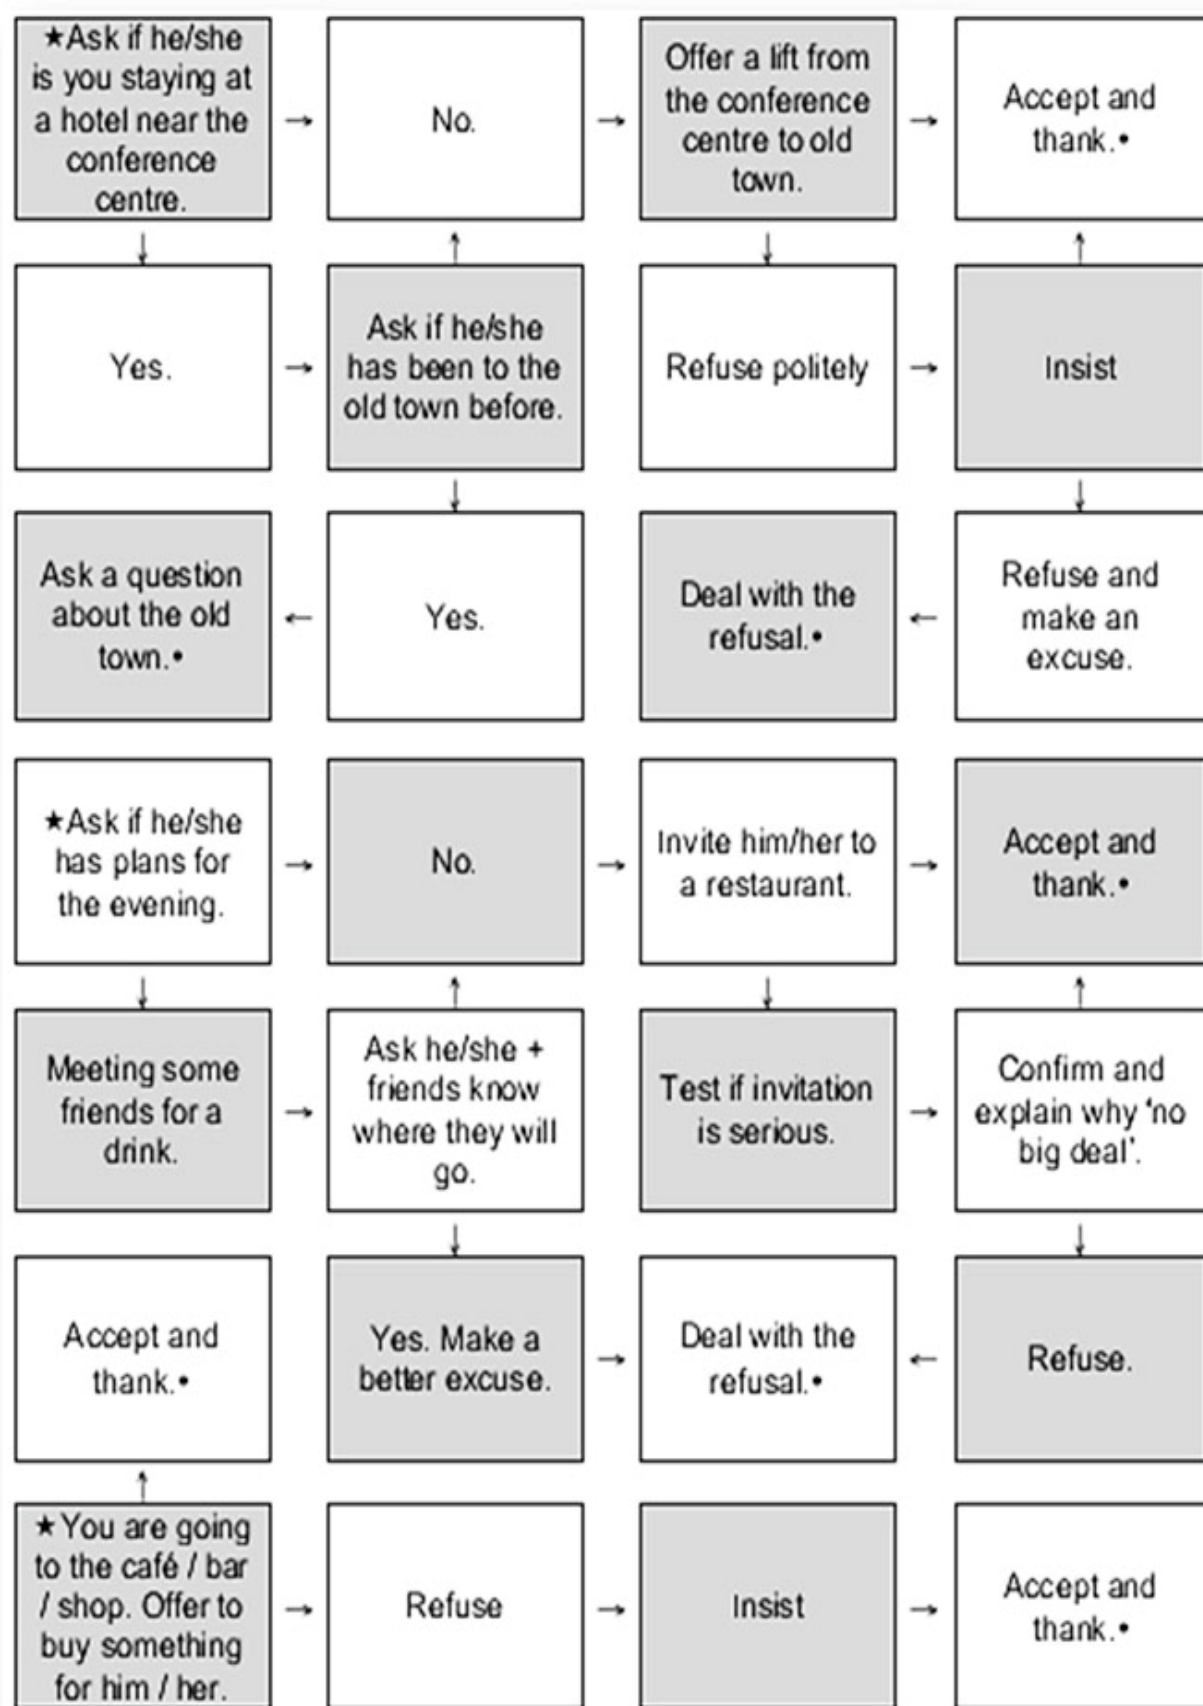 ★Ask if he/she
is you staying at
a hotel near the
conference
centre.
→
No.
→
Offer a lift from
the conference
centre to old
town.
→
Accept and
thank.•
↓
↑
↓
↑
Yes.
→
Ask if he/she
has been to the
old town before.
Refuse politely
→
Insist
↓
↓
Ask a question
about the old
town.•
←
Yes.
Deal with the
refusal.•
←
Refuse and
make an
excuse.
★Ask if he/she
has plans for
the evening.
→
No.
→
Invite him/her to
a restaurant.
→
Accept and
thank.•
↓
↑
↓
↑
Meeting some
friends for a
drink.
→
Ask he/she +
friends know
where they will
go.
Test if invitation
is serious.
→
Confirm and
explain why ‘no
big deal’.
↓
↓
Accept and
thank.•
Yes. Make a
better excuse.
→
Deal with the
refusal.•
←
Refuse.
↑
★You are going
to the café / bar
/ shop. Offer to
buy something
for him / her.
→
Refuse
→
Insist
→
Accept and
thank.•